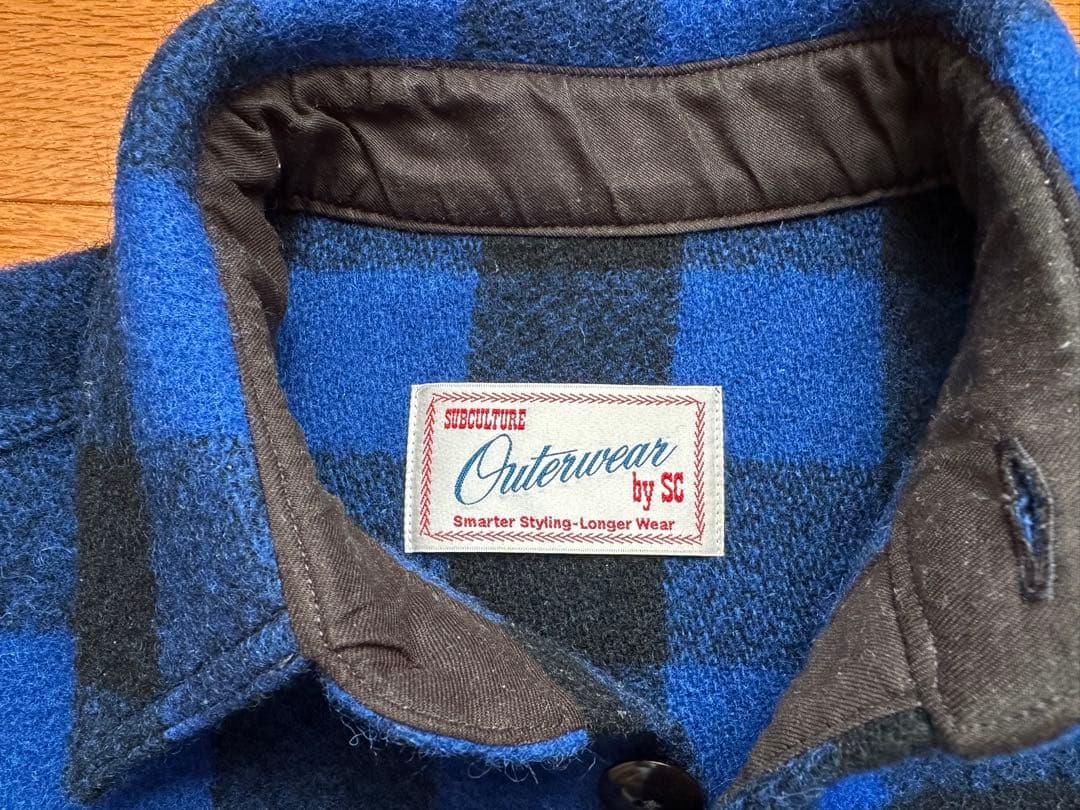 SUBCULTURE
Outerwear
by SC
Smarter Styling-Longer Wear